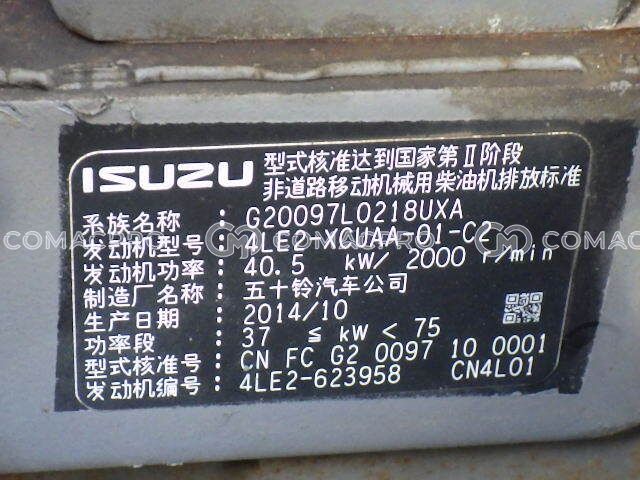 ISUZU
型式核准达到国家第Ⅱ阶段
非道路移动机械用柴油机排放标准
系族名称 : G20097L0218UXA
发动机型号: 4LE2-XCUAA-01-C2
发动机功率: 40.5 kW/ 2000 r/min
制造厂名称: 五十铃汽车公司
生产日期 : 2014/10
功率段 : 37 ≤ kW < 75
型式核准号: CN FC G2 0097 10 0001
发动机编号: 4LE2-623958 CN4L01
COMACPRO COMACPRO COMACPRO